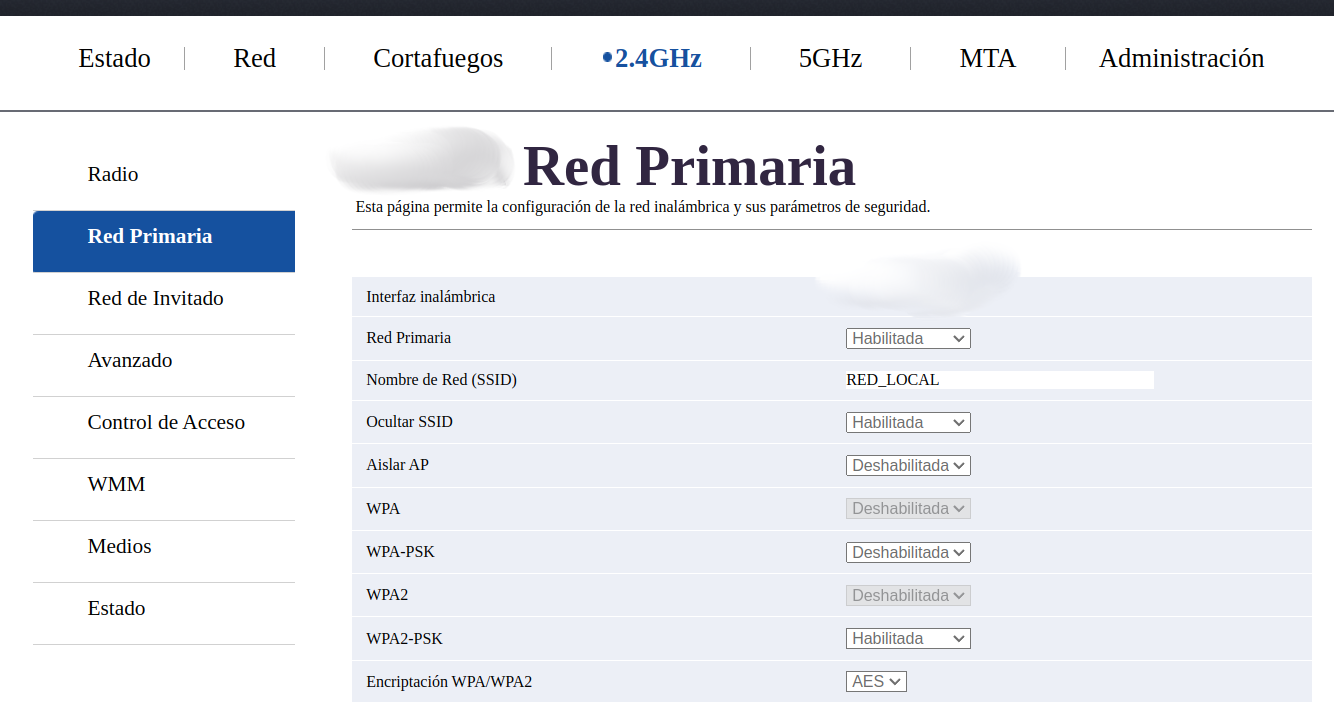 Estado Red Cortafuegos 2.4GHz 5GHz MTA Administración
Radio
Red Primaria
Red de Invitado
Avanzado
Control de Acceso
WMM
Medios
Estado
Red Primaria
Esta página permite la configuración de la red inalámbrica y sus parámetros de seguridad.
Interfaz inalámbrica
Red Primaria Habilitada
Nombre de Red (SSID) RED_LOCAL
Ocultar SSID Habilitada
Aislar AP Deshabilitada
WPA Deshabilitada
WPA-PSK Deshabilitada
WPA2 Deshabilitada
WPA2-PSK Habilitada
Encriptación WPA/WPA2 AES